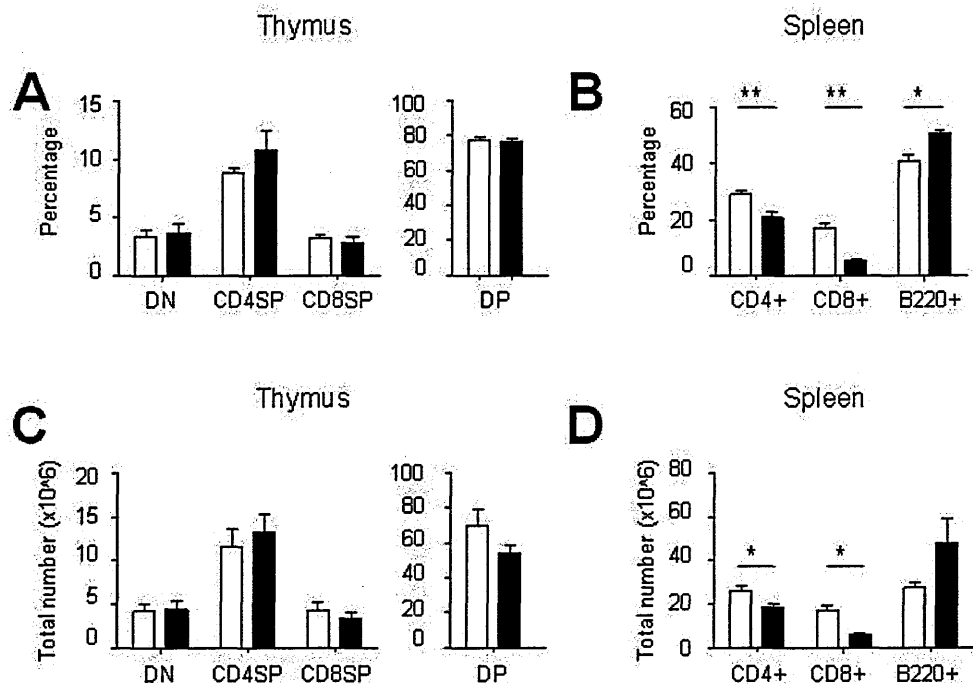 Thymus
Spleen
A
B
** ** *
Percentage
15
10
5
0
100
80
60
40
20
0
Percentage
60
40
20
0
DN CD4SP CD8SP
DP
CD4+ CD8+ B220+
Thymus
Spleen
C
D
* *
Total number (x10^6)
20
15
10
5
0
100
80
60
40
20
0
Total number (x10^6)
80
60
40
20
0
DN CD4SP CD8SP
DP
CD4+ CD8+ B220+